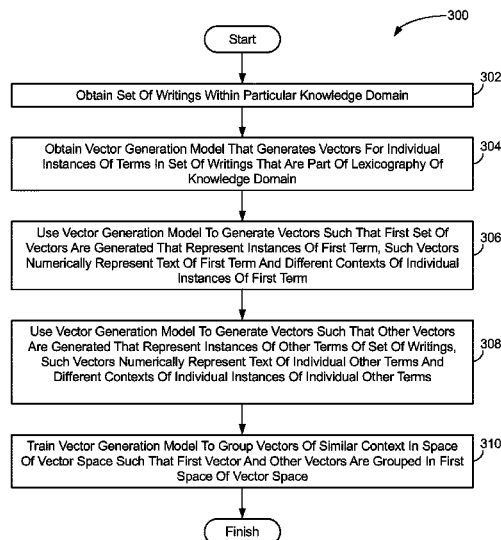 300
Start
302
Obtain Set Of Writings Within Particular Knowledge Domain
304
Obtain Vector Generation Model That Generates Vectors For Individual
Instances Of Terms In Set Of Writings That Are Part Of Lexicography Of
Knowledge Domain
306
Use Vector Generation Model To Generate Vectors Such That First Set Of
Vectors Are Generated That Represent Instances Of First Term, Such Vectors
Numerically Represent Text Of First Term And Different Contexts Of Individual
Instances Of First Term
308
Use Vector Generation Model To Generate Vectors Such That Other Vectors
Are Generated That Represent Instances Of Other Terms Of Set Of Writings,
Such Vectors Numerically Represent Text Of Individual Other Terms And
Different Contexts Of Individual Instances Of Individual Other Terms
310
Train Vector Generation Model To Group Vectors Of Similar Context In Space
Of Vector Space Such That First Vector And Other Vectors Are Grouped In First
Space Of Vector Space
Finish